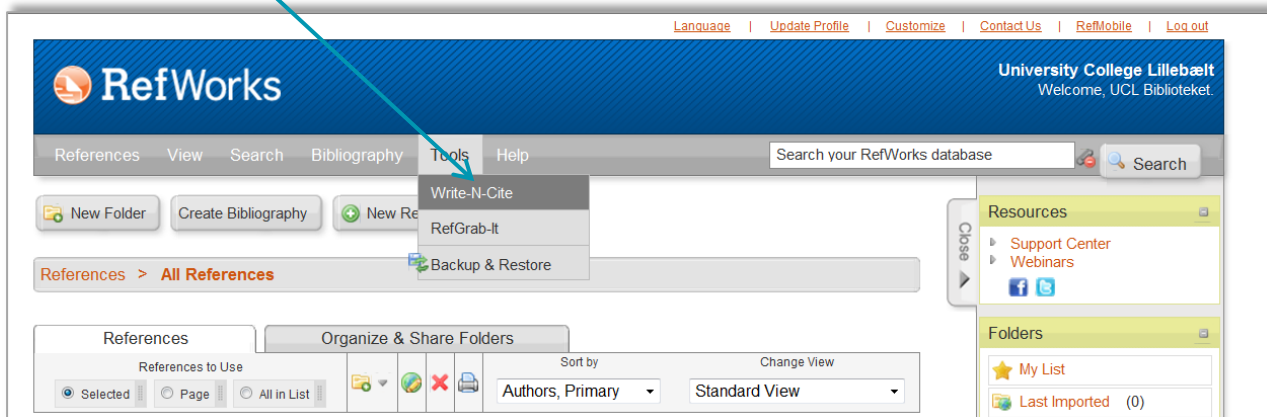 Language | Update Profile | Customize | Contact Us | RefMobile | Log out
RefWorks
University College Lillebælt
Welcome, UCL Biblioteket.
References View Search Bibliography Tools Help
Search your RefWorks database
Search
Write-N-Cite
RefGrab-It
Backup & Restore
New Folder
Create Bibliography
New Re
References > All References
Close
Resources
Support Center
Webinars
References
Organize & Share Folders
References to Use
Selected
Page
All in List
Sort by
Authors, Primary
Change View
Standard View
Folders
My List
Last Imported (0)